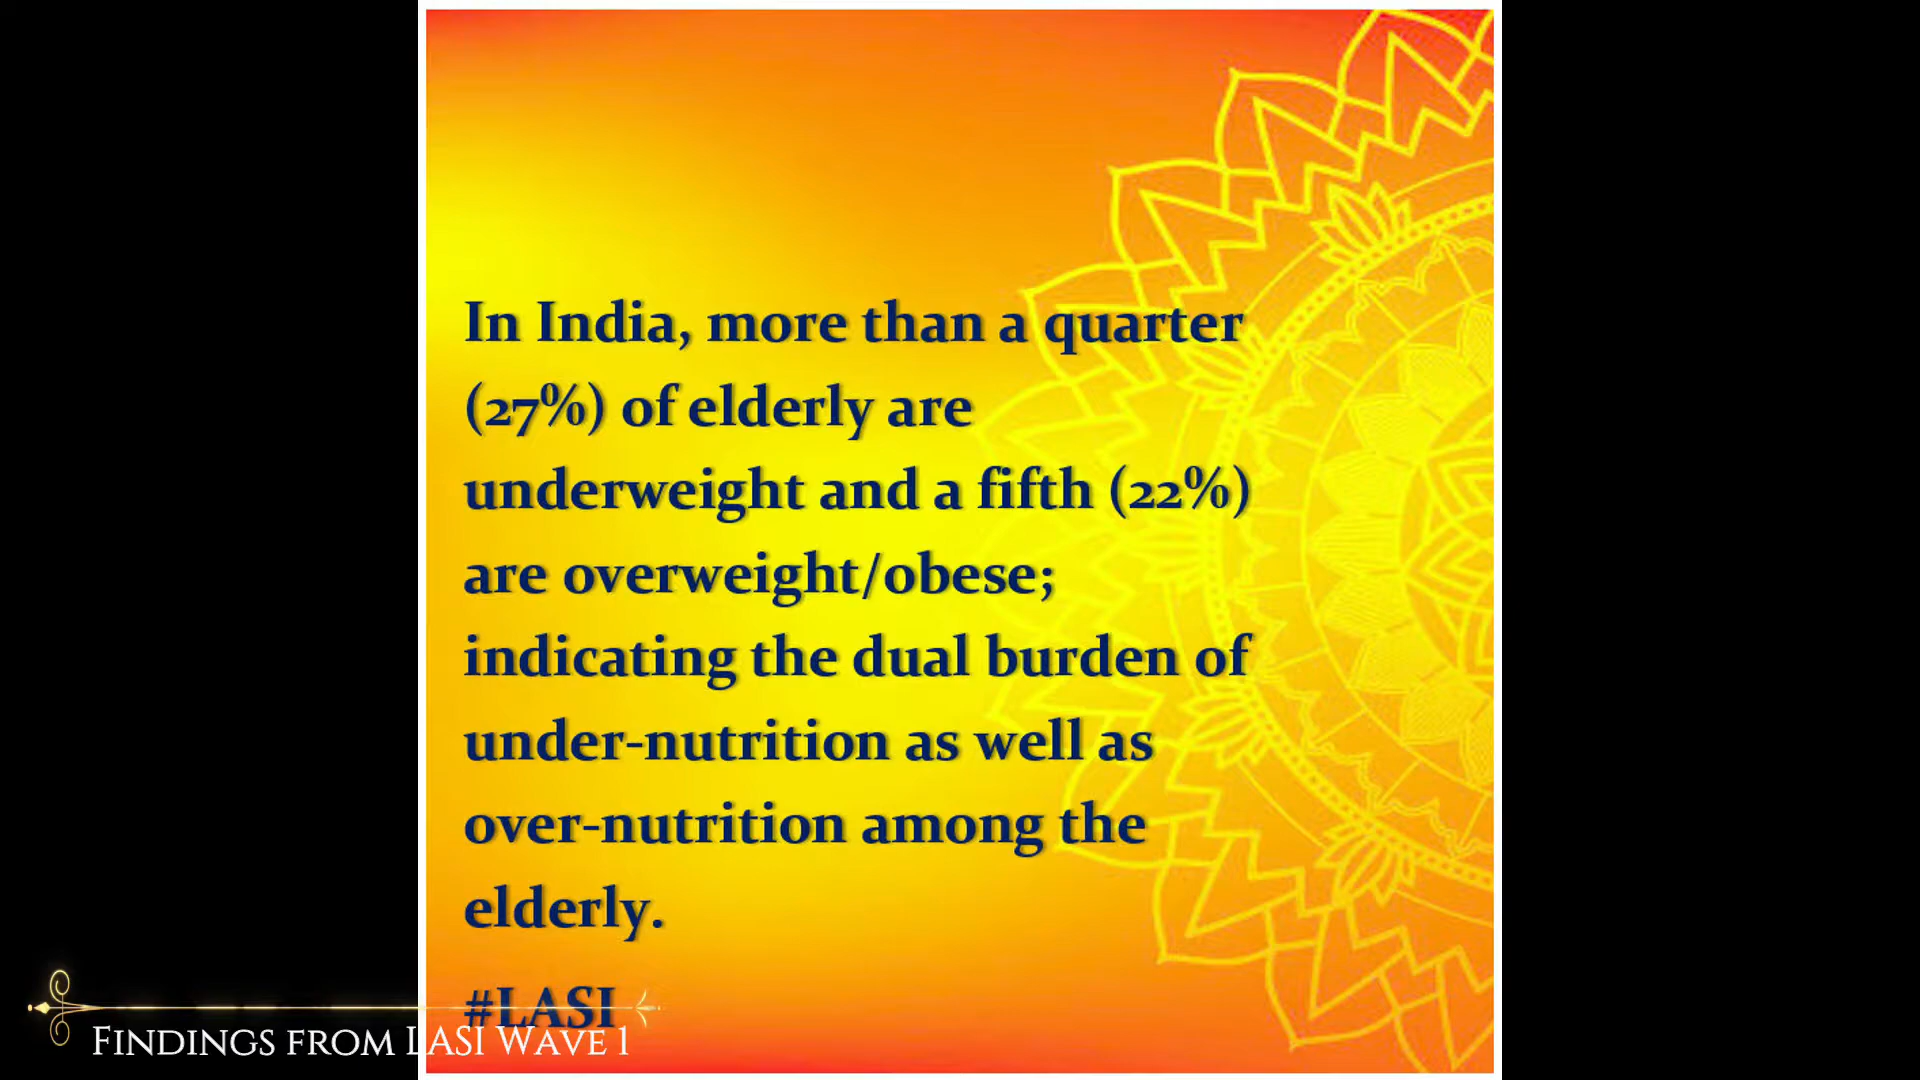 In India, more than a quarter
(27%) of elderly are
underweight and a fifth (22%)
are overweight/obese;
indicating the dual burden of
under-nutrition as well as
over-nutrition among the
elderly.
#LASI
Findings from LASI Wave 1